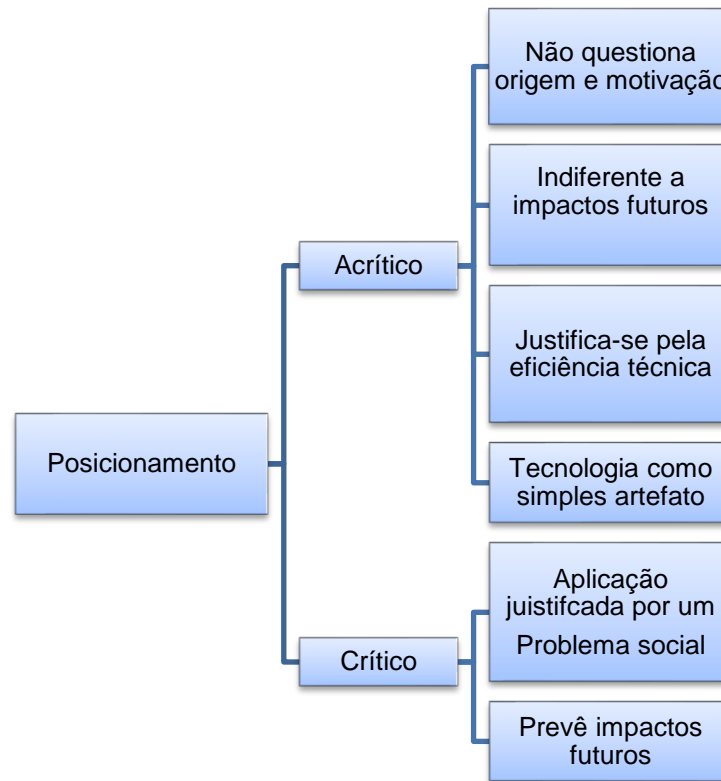 Não questiona
origem e motivação
Indiferente a
impactos futuros
Acrítico
Justifica-se pela
eficiência técnica
Posicionamento
Tecnologia como
simples artefato
Aplicação
juistifcada por um
Problema social
Crítico
Prevê impactos
futuros